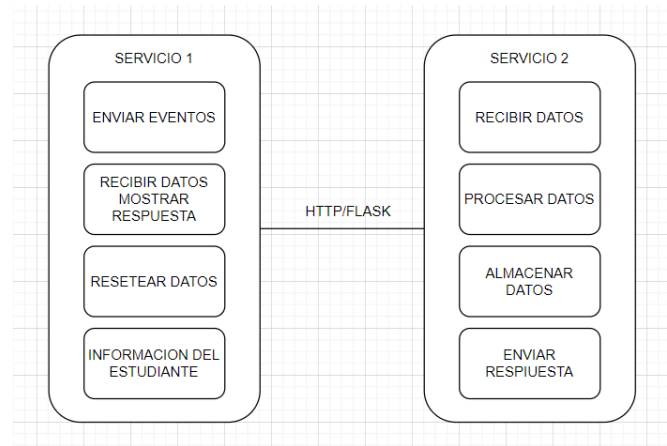 SERVICIO 1
ENVIAR EVENTOS
RECIBIR DATOS
MOSTRAR
RESPUESTA
RESETEAR DATOS
INFORMACION DEL
ESTUDIANTE
HTTP/FLASK
SERVICIO 2
RECIBIR DATOS
PROCESAR DATOS
ALMACENAR
DATOS
ENVIAR
RESPIUESTA